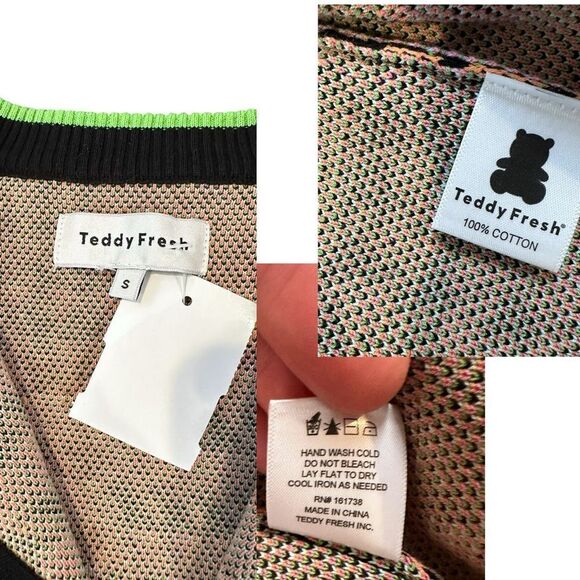 Teddy Fresh
S
Teddy Fresh®
100% COTTON
HAND WASH COLD
DO NOT BLEACH
LAY FLAT TO DRY
COOL IRON AS NEEDED
RN# 161738
MADE IN CHINA
TEDDY FRESH INC.